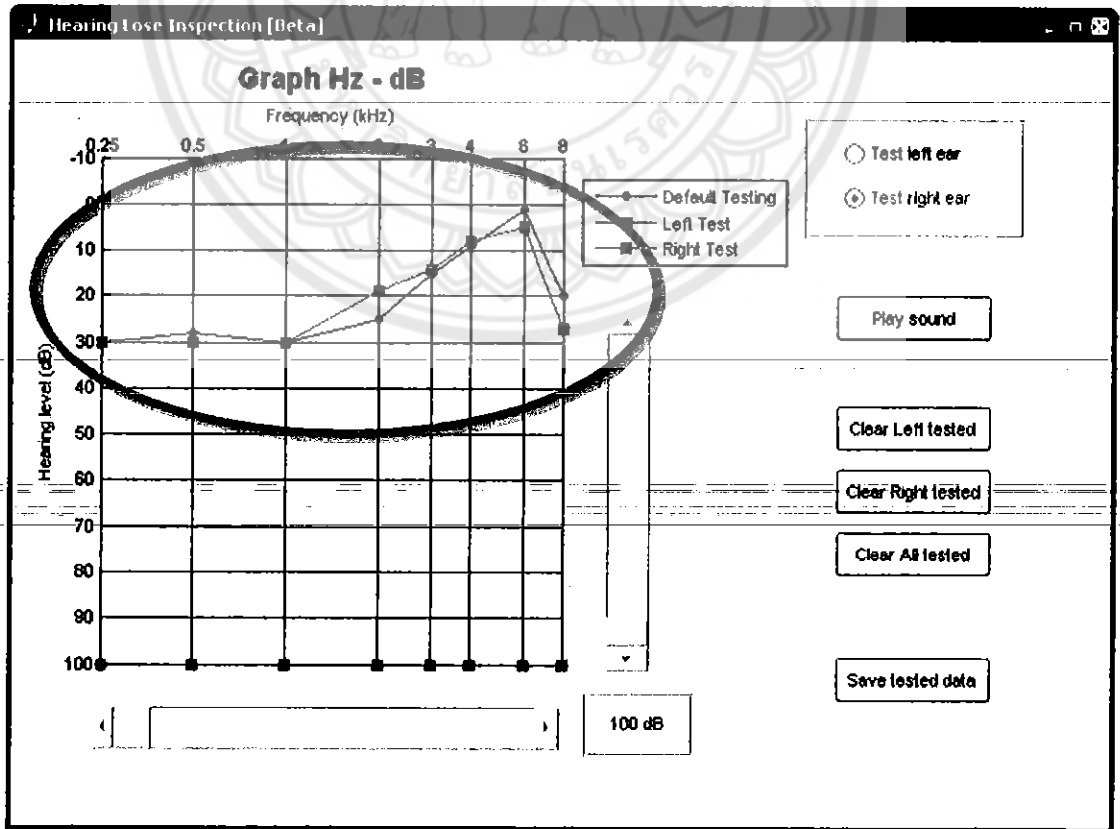 Hearing Lose Inspection [Beta]
Graph Hz - dB
Frequency (kHz)
0.25 0.5 3 4 6 8
-10
10
20
30
40
50
60
70
80
90
100
Hearing level (dB)
Default Testing
Left Test
Right Test
Test left ear
Test right ear
Play sound
Clear Left tested
Clear Right tested
Clear All tested
Save tested data
100 dB